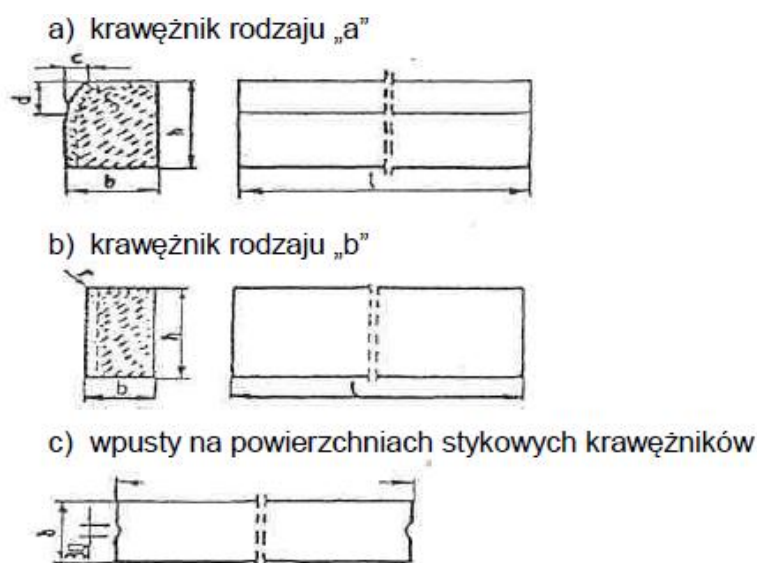 a) krawężnik rodzaju „a”
c
d
h
b
l
b) krawężnik rodzaju „b”
h
b
l
c) wpusty na powierzchniach stykowych krawężników
b